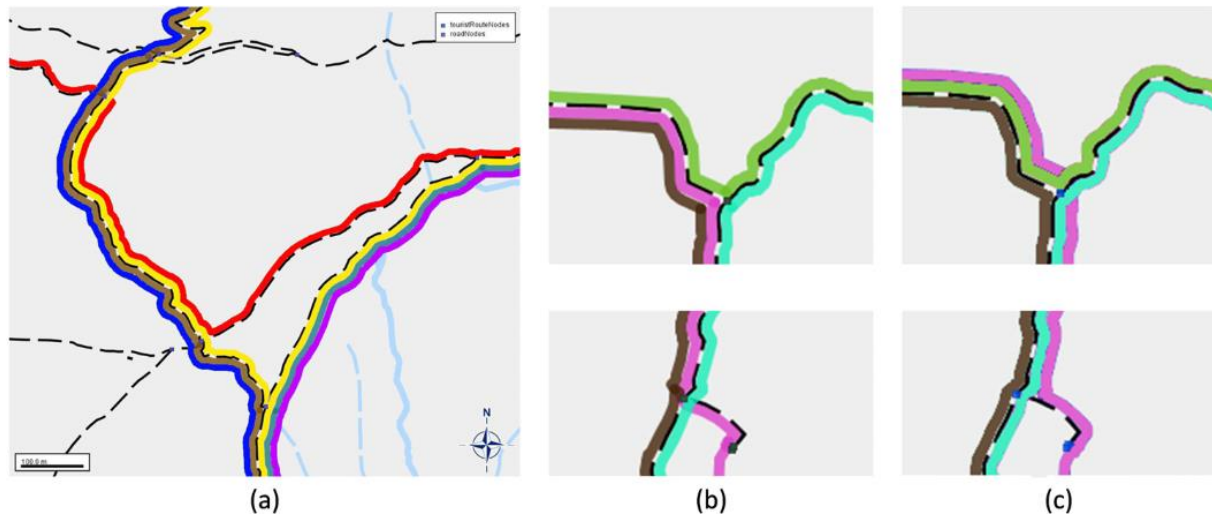 touristRouteNodes
roadNodes
N
100.0 m
(a)
(b)
(c)